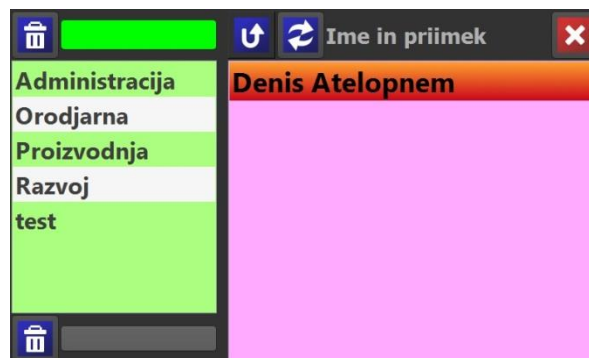 Ime in priimek
Administracija
Orodjarna
Proizvodnja
Razvoj
test
Denis Atelopnem